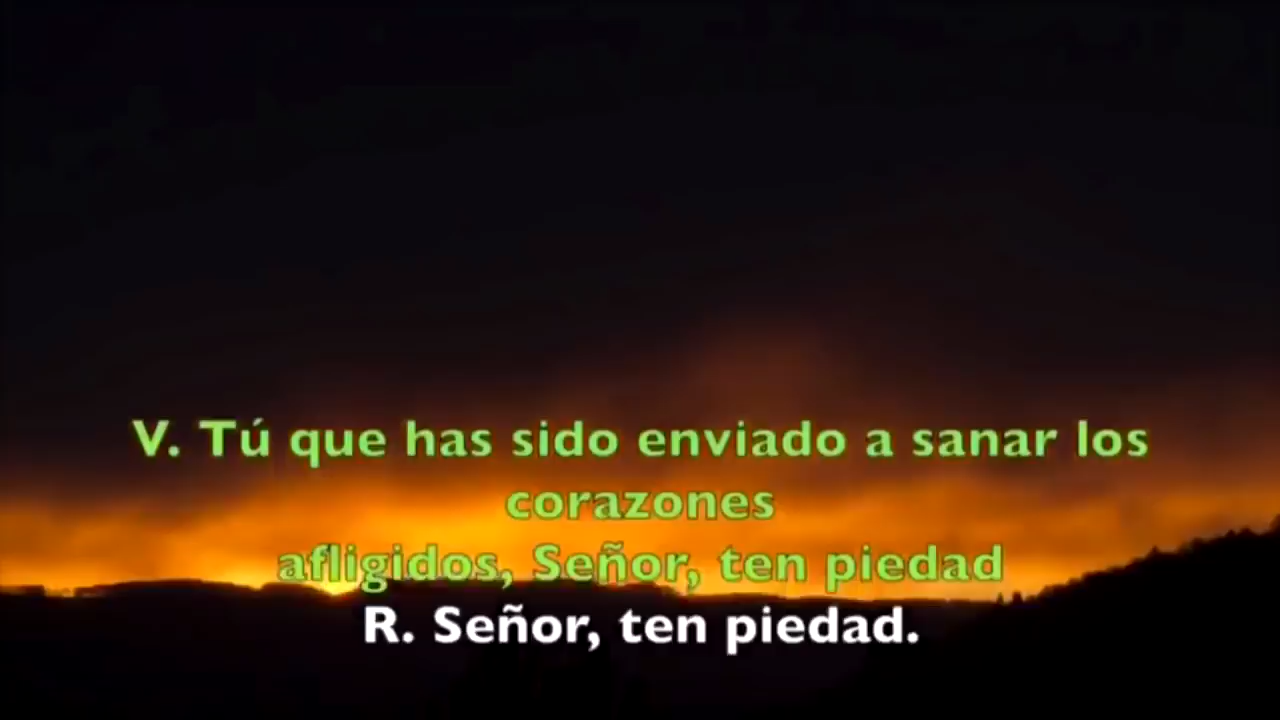 V. Tú que has sido enviado a sanar los
corazones
afligidos, Señor, ten piedad
R. Señor, ten piedad.